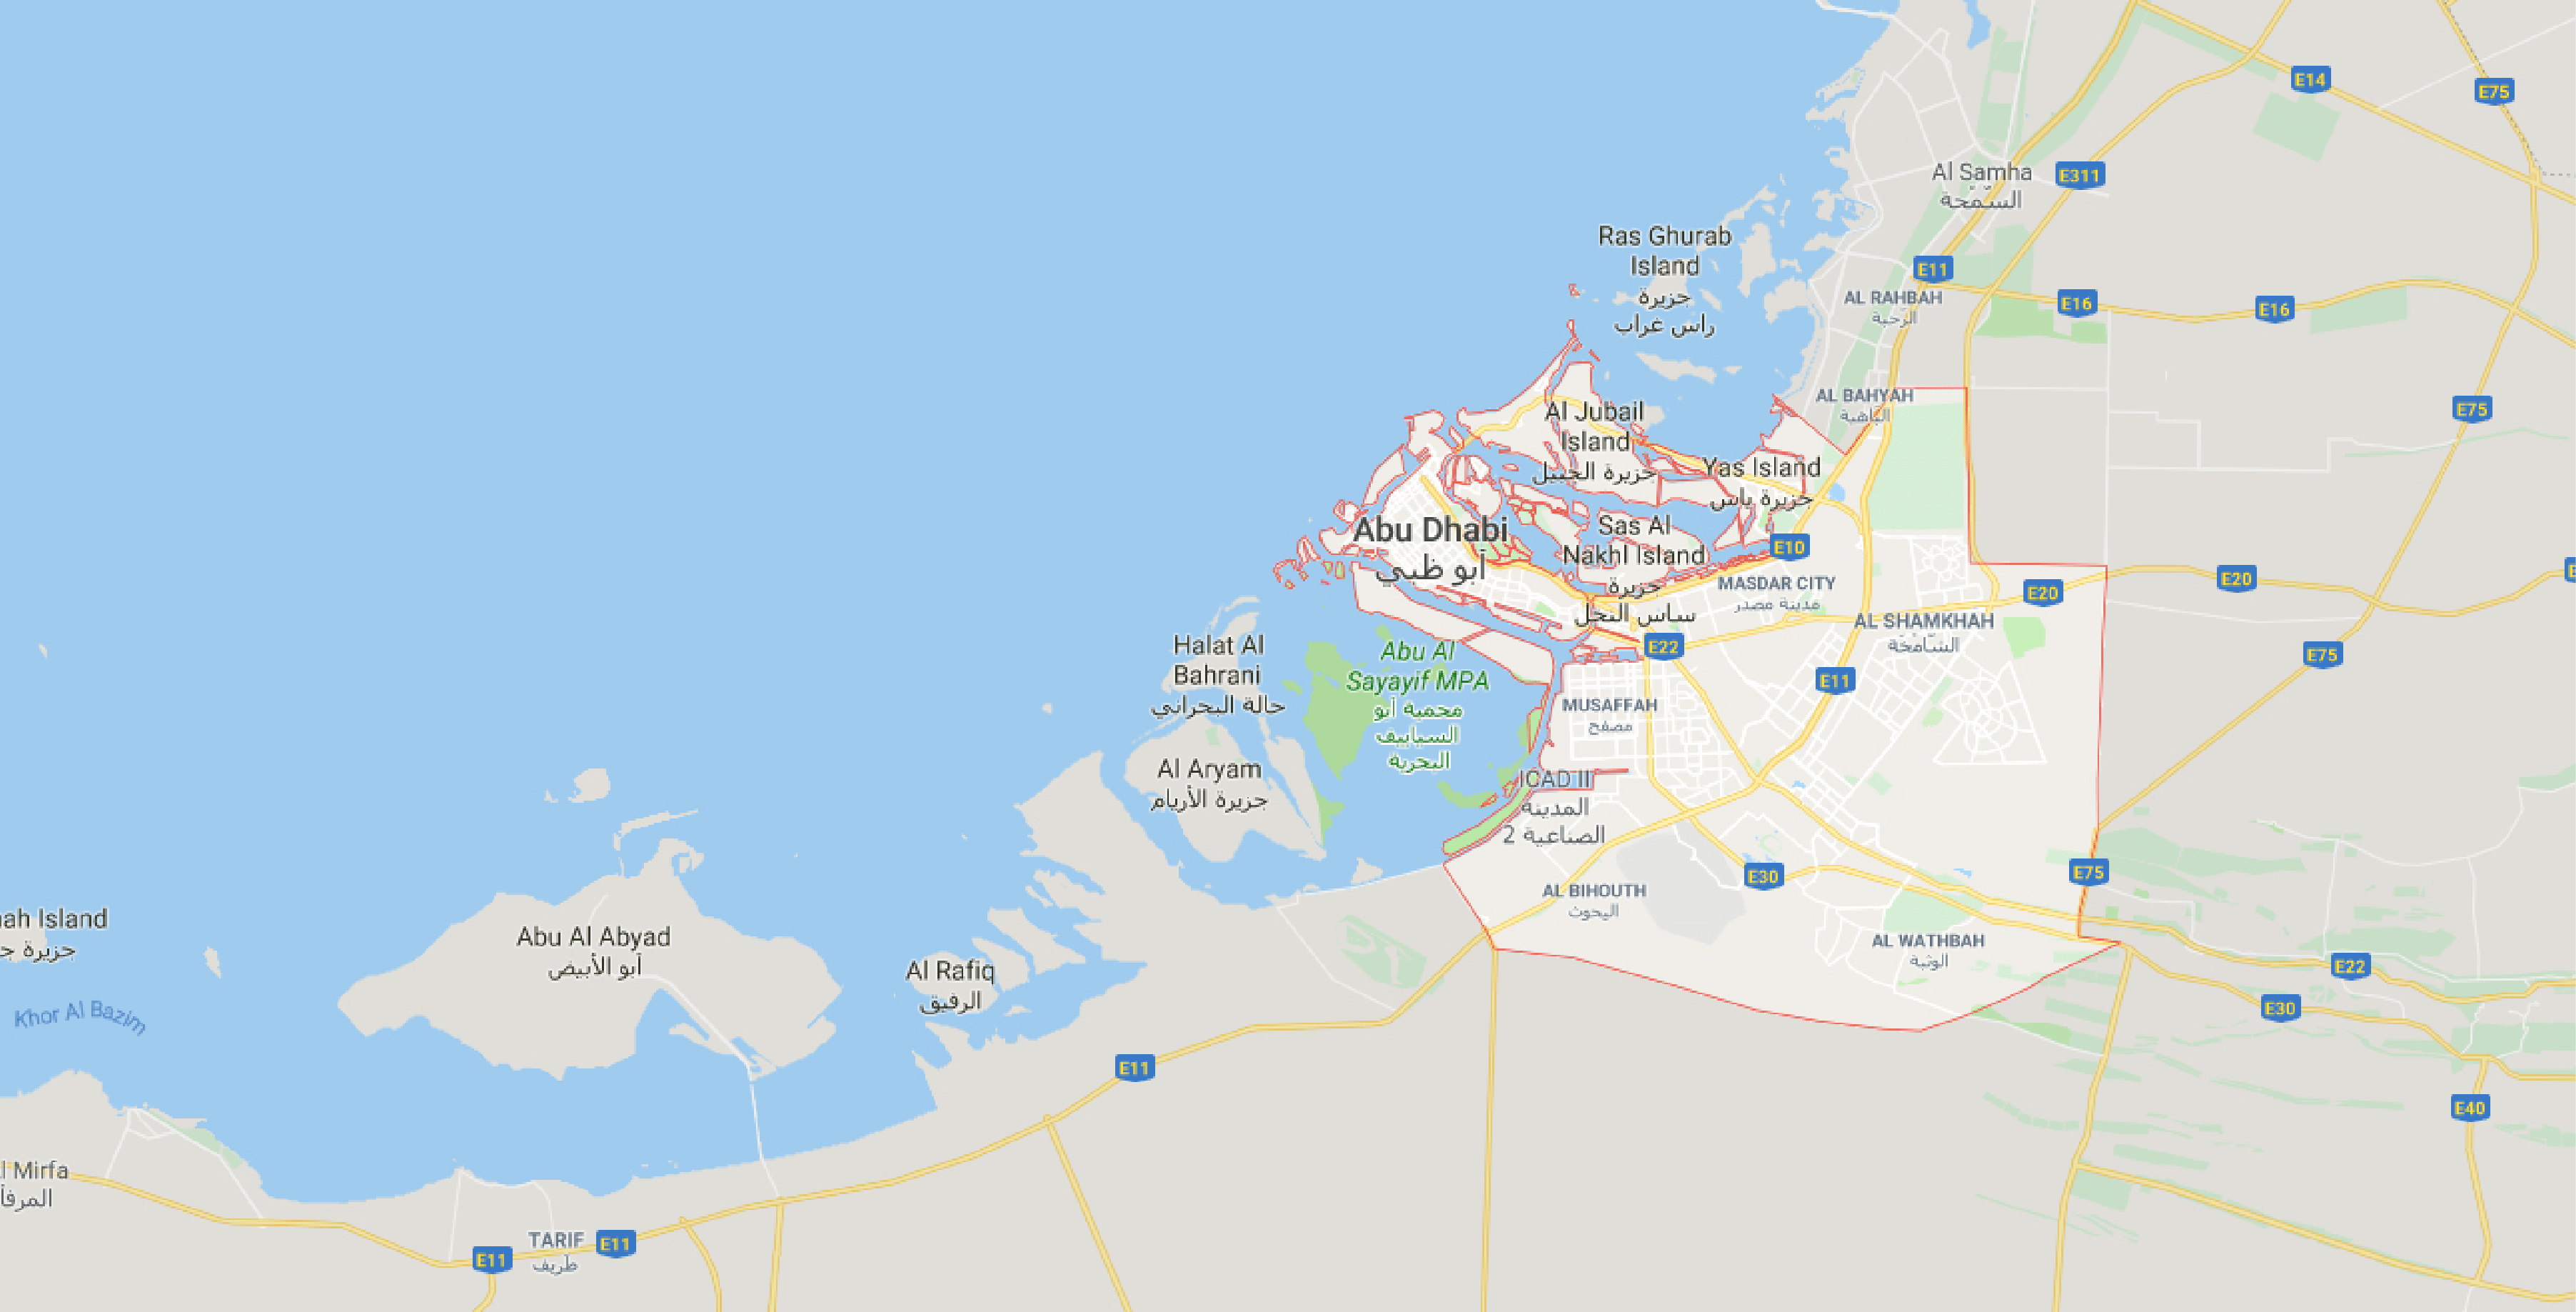 E14
E75
Al Samha
السّمْحَة
E311
Ras Ghurab
Island
جزيرة
راس غراب
E11
AL RAHBAH
الرحبة
E16
E16
AL BAHYAH
الباهية
E75
Al Jubail
Island
جزيرة الجبيل
Yas Island
جزيرة ياس
Abu Dhabi
أبو ظبي
Sas Al
Nakhl Island
جزيرة
ساس النخل
E10
MASDAR CITY
مدينة مصدر
E20
E20
AL SHAMKHAH
الشامخة
E22
E75
Halat Al
Bahrani
حالة البحراني
Abu Al
Sayayif MPA
محمية أبو
السياييف
البحرية
E11
MUSAFFAH
مصفح
Al Aryam
جزيرة الأريام
ICAD II
المدينة
الصناعية 2
E75
E30
AL BIHOUTH
البحوث
ah Island
جزيرة ج
Abu Al Abyad
أبو الأبيض
AL WATHBAH
الوثبة
Al Rafiq
الرفيق
E22
E30
Khor Al Bazim
E11
E40
l Mirfa
المرفأ
TARIF
طريف
E11
E11